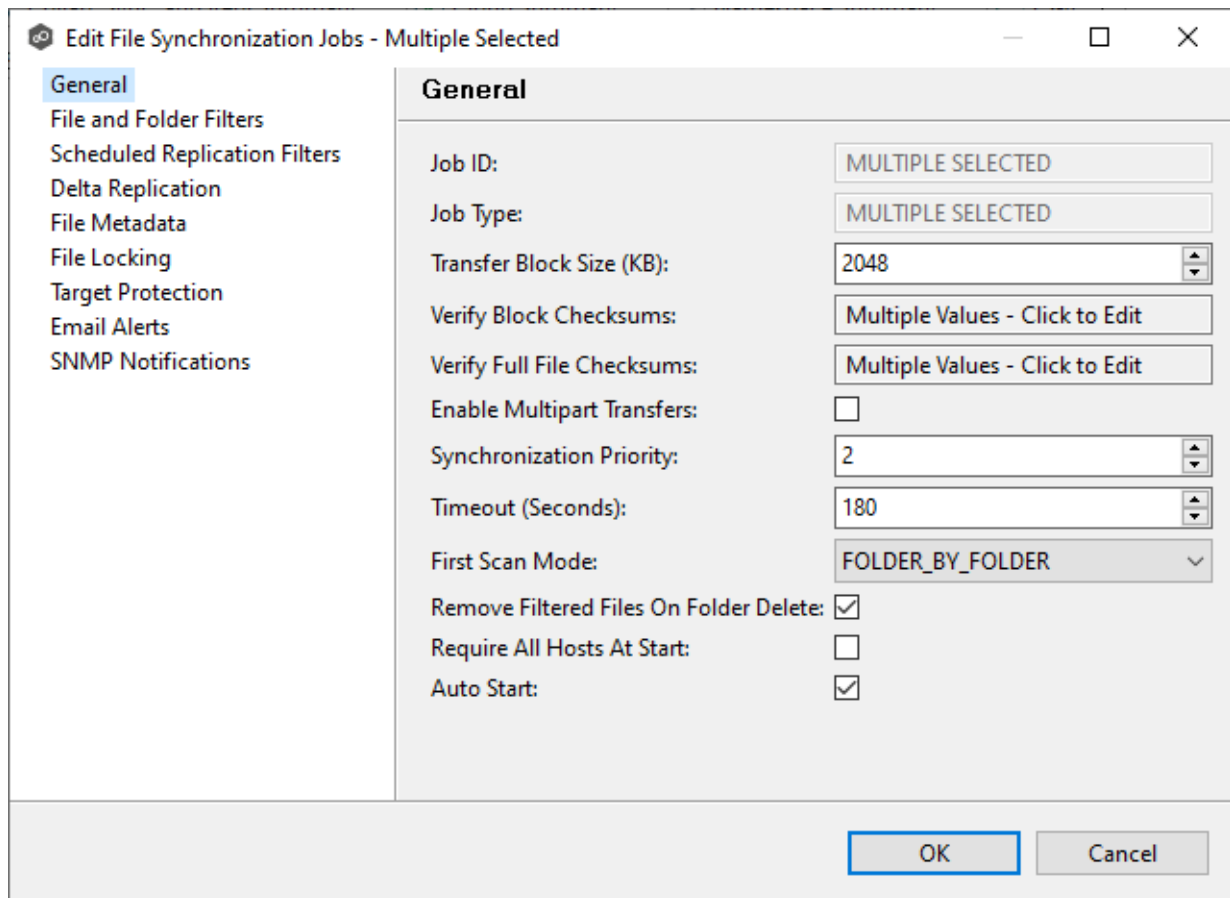 Edit File Synchronization Jobs - Multiple Selected
General
File and Folder Filters
Scheduled Replication Filters
Delta Replication
File Metadata
File Locking
Target Protection
Email Alerts
SNMP Notifications
General
Job ID: MULTIPLE SELECTED
Job Type: MULTIPLE SELECTED
Transfer Block Size (KB): 2048
Verify Block Checksums: Multiple Values - Click to Edit
Verify Full File Checksums: Multiple Values - Click to Edit
Enable Multipart Transfers:
Synchronization Priority: 2
Timeout (Seconds): 180
First Scan Mode: FOLDER_BY_FOLDER
Remove Filtered Files On Folder Delete:
Require All Hosts At Start:
Auto Start:
OK Cancel